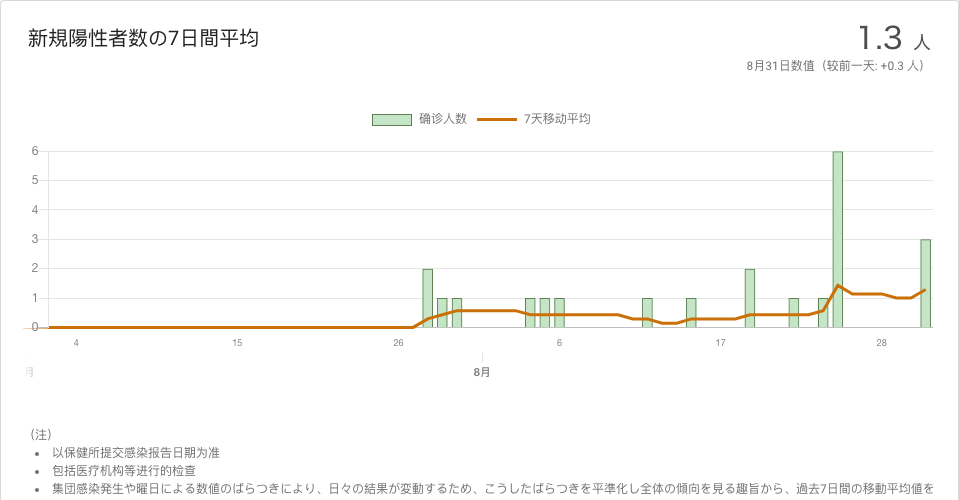 新規陽性者数の7日間平均
1.3 人
8月31日数值（较前一天: +0.3 人）
确诊人数 7天移动平均
6
5
4
3
2
1
0
4 15 26 6 17 28
月 8月
（注）
• 以保健所提交感染报告日期为准
• 包括医疗机构等进行的检查
• 集団感染発生や曜日による数値のばらつきにより、日々の結果が変動するため、こうしたばらつきを平準化し全体の傾向を見る趣旨から、過去7日間の移動平均値を